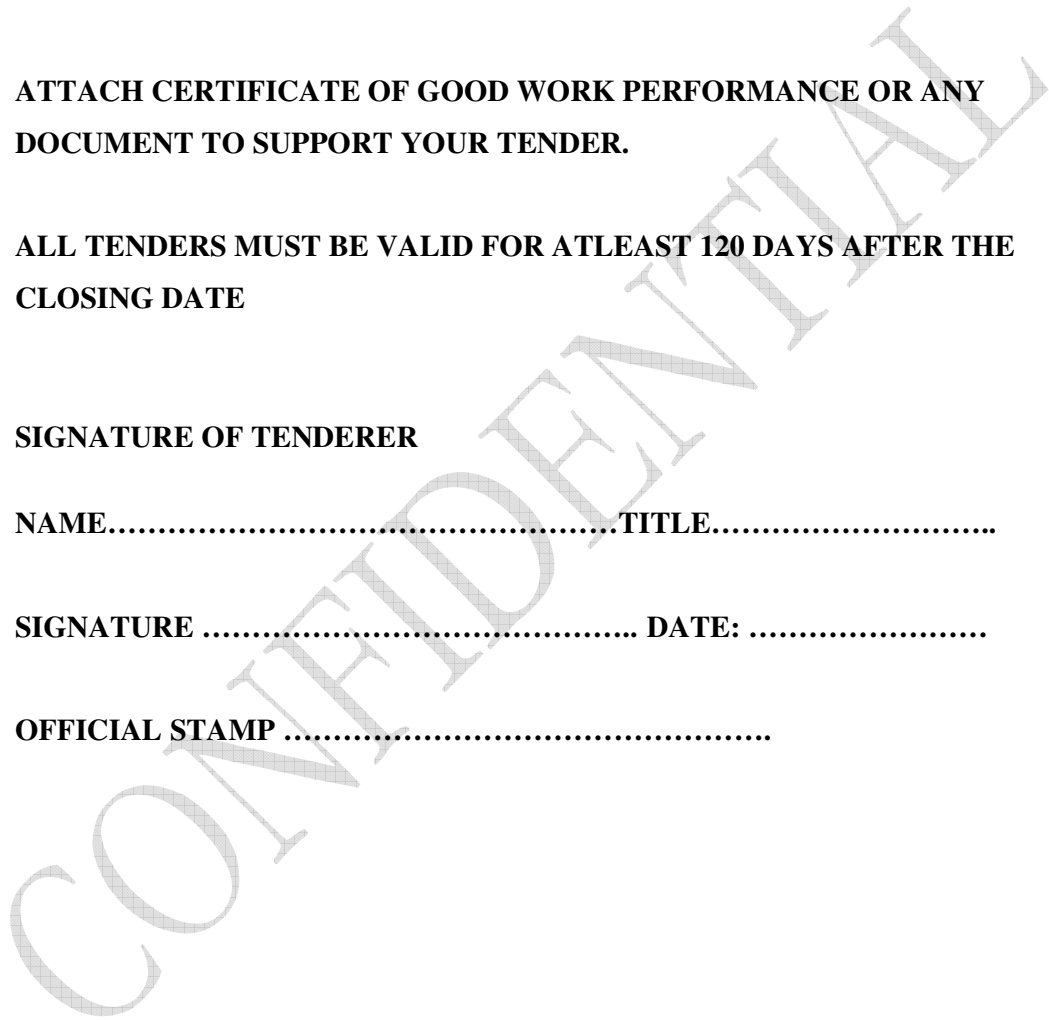 ATTACH CERTIFICATE OF GOOD WORK PERFORMANCE OR ANY
DOCUMENT TO SUPPORT YOUR TENDER.
ALL TENDERS MUST BE VALID FOR ATLEAST 120 DAYS AFTER THE
CLOSING DATE
SIGNATURE OF TENDERER
NAME……………………………………………TITLE………………………..
SIGNATURE …………………………………….. DATE: ……………………
OFFICIAL STAMP ………………………………………….
CONFIDENTIAL